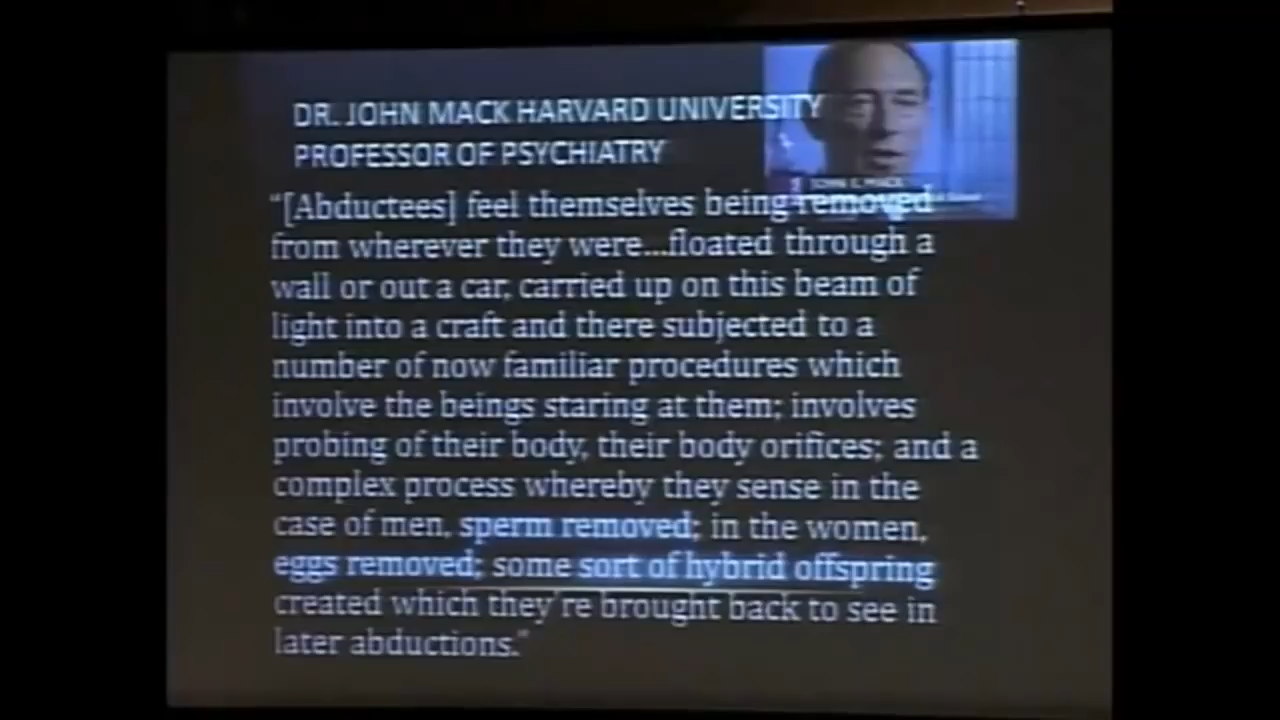 DR. JOHN MACK HARVARD UNIVERSITY
PROFESSOR OF PSYCHIATRY
JOHN E. MACK
"[Abductees] feel themselves being removed
from wherever they were...floated through a
wall or out a car, carried up on this beam of
light into a craft and there subjected to a
number of now familiar procedures which
involve the beings staring at them; involves
probing of their body, their body orifices; and a
complex process whereby they sense in the
case of men, sperm removed; in the women,
eggs removed; some sort of hybrid offspring
created which they're brought back to see in
later abductions."